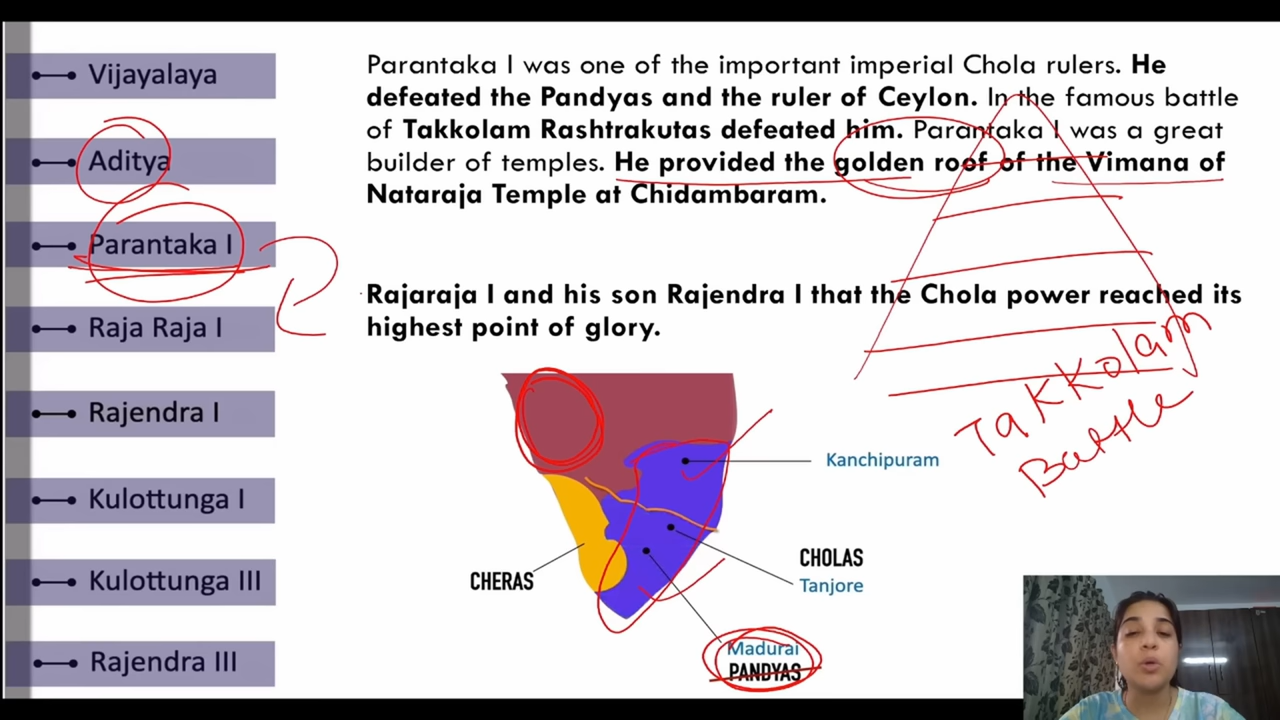 Vijayalaya
Aditya
Parantaka I
Raja Raja I
Rajendra I
Kulottunga I
Kulottunga III
Rajendra III
Parantaka I was one of the important imperial Chola rulers. He
defeated the Pandyas and the ruler of Ceylon. In the famous battle
of Takkolam Rashtrakutas defeated him. Parantaka I was a great
builder of temples. He provided the golden roof of the Vimana of
Nataraja Temple at Chidambaram.
Rajaraja I and his son Rajendra I that the Chola power reached its
highest point of glory.
Takkolam
Battle
Kanchipuram
CHOLAS
Tanjore
CHERAS
Madurai
PANDYAS